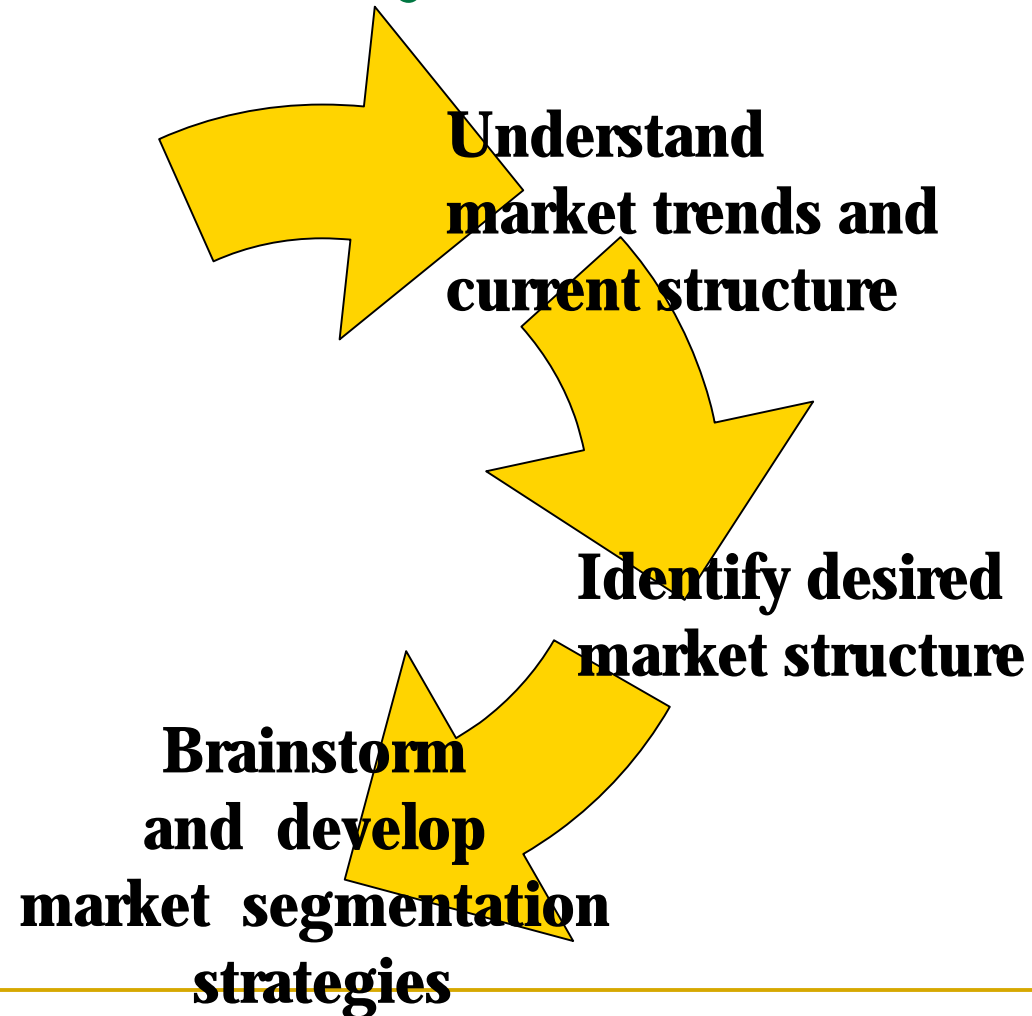 Understand
market trends and
current structure
Identify desired
market structure
Brainstorm
and develop
market segmentation
strategies